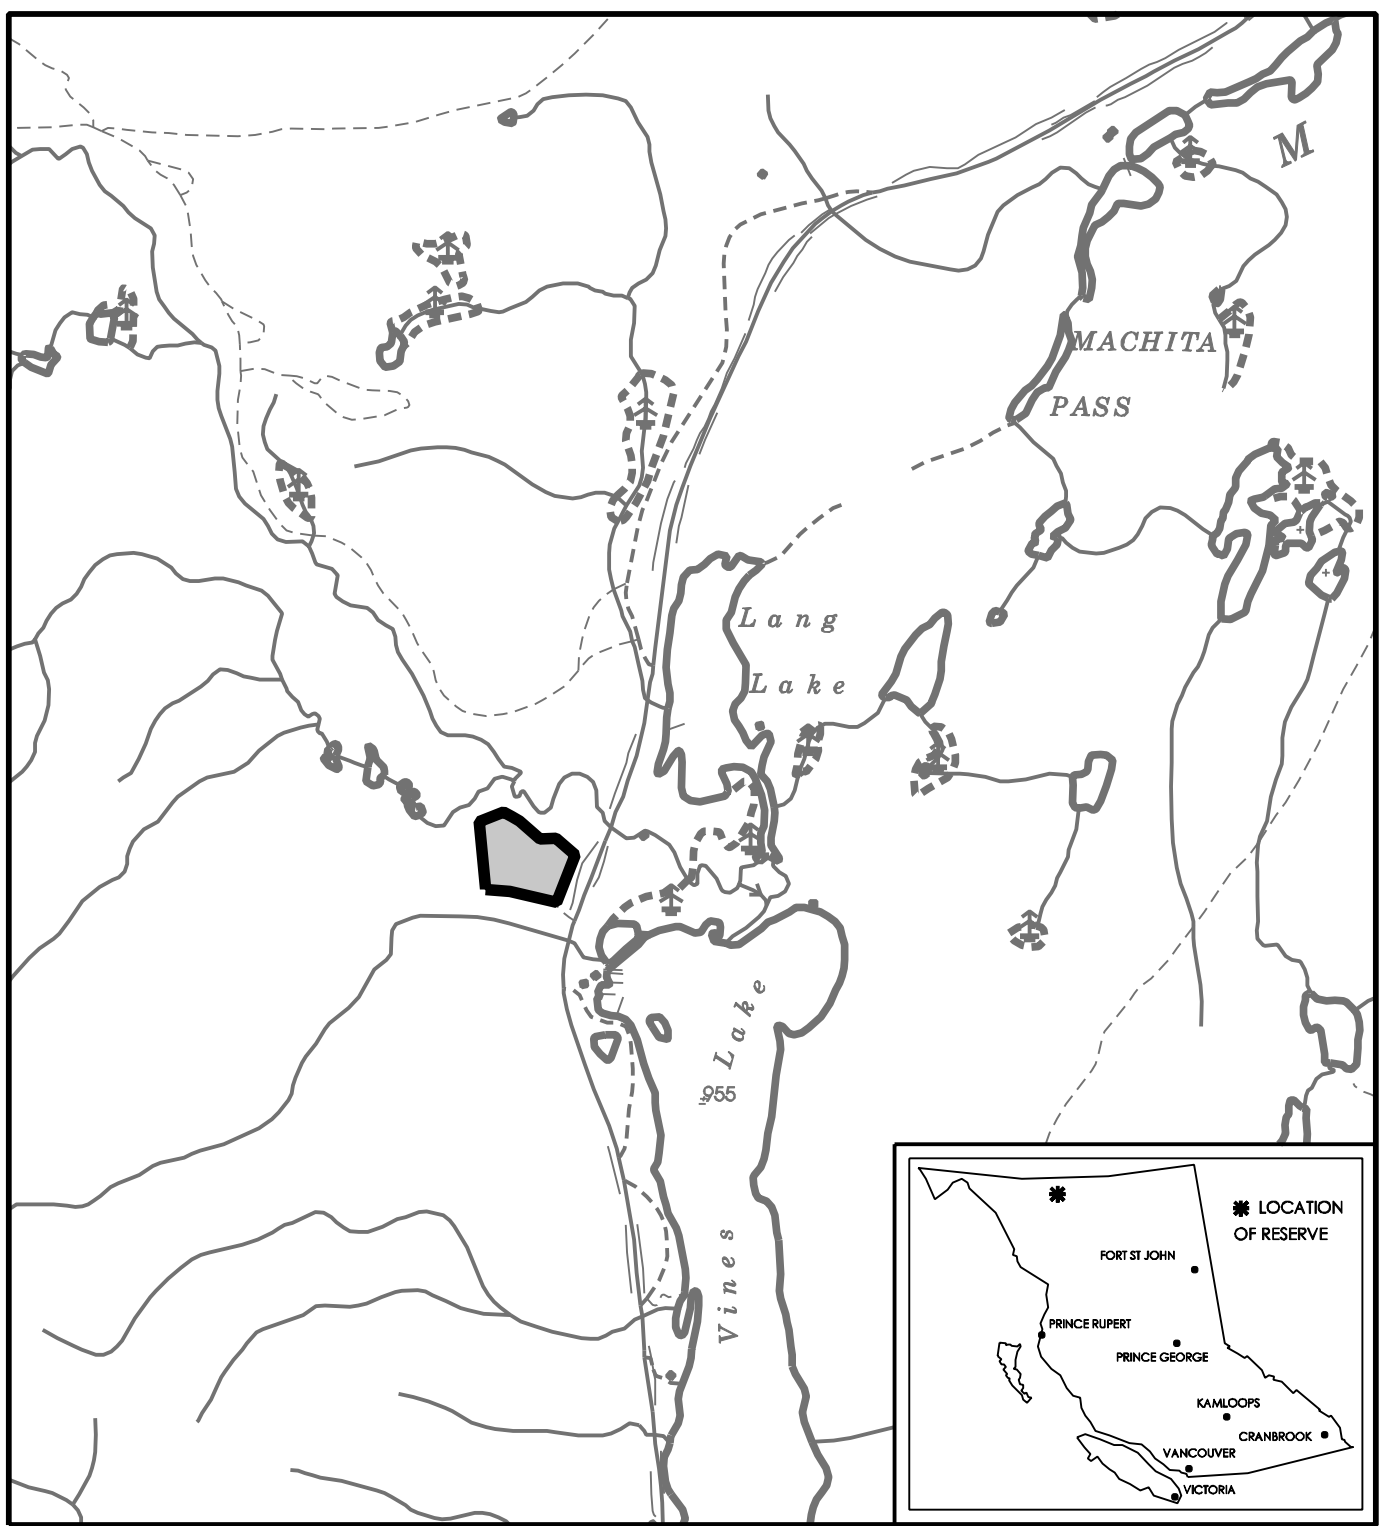 M
MACHITA
PASS
Lang
Lake
Vines Lake
955
LOCATION
OF RESERVE
FORT ST JOHN
PRINCE RUPERT
PRINCE GEORGE
KAMLOOPS
CRANBROOK
VANCOUVER
VICTORIA